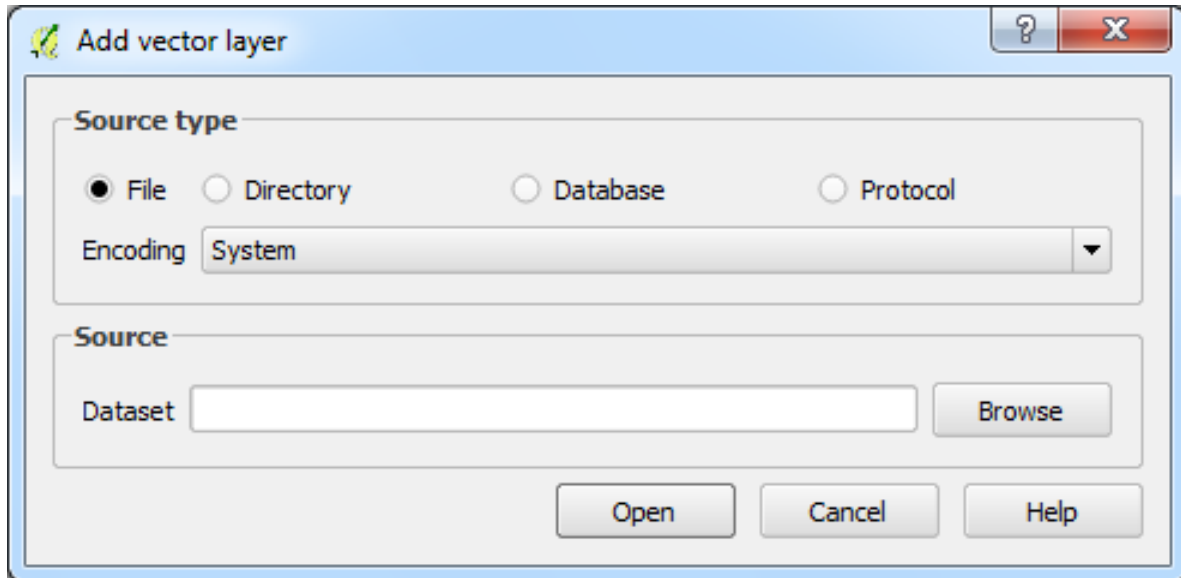 Add vector layer
Source type
File Directory Database Protocol
Encoding System
Source
Dataset Browse
Open Cancel Help